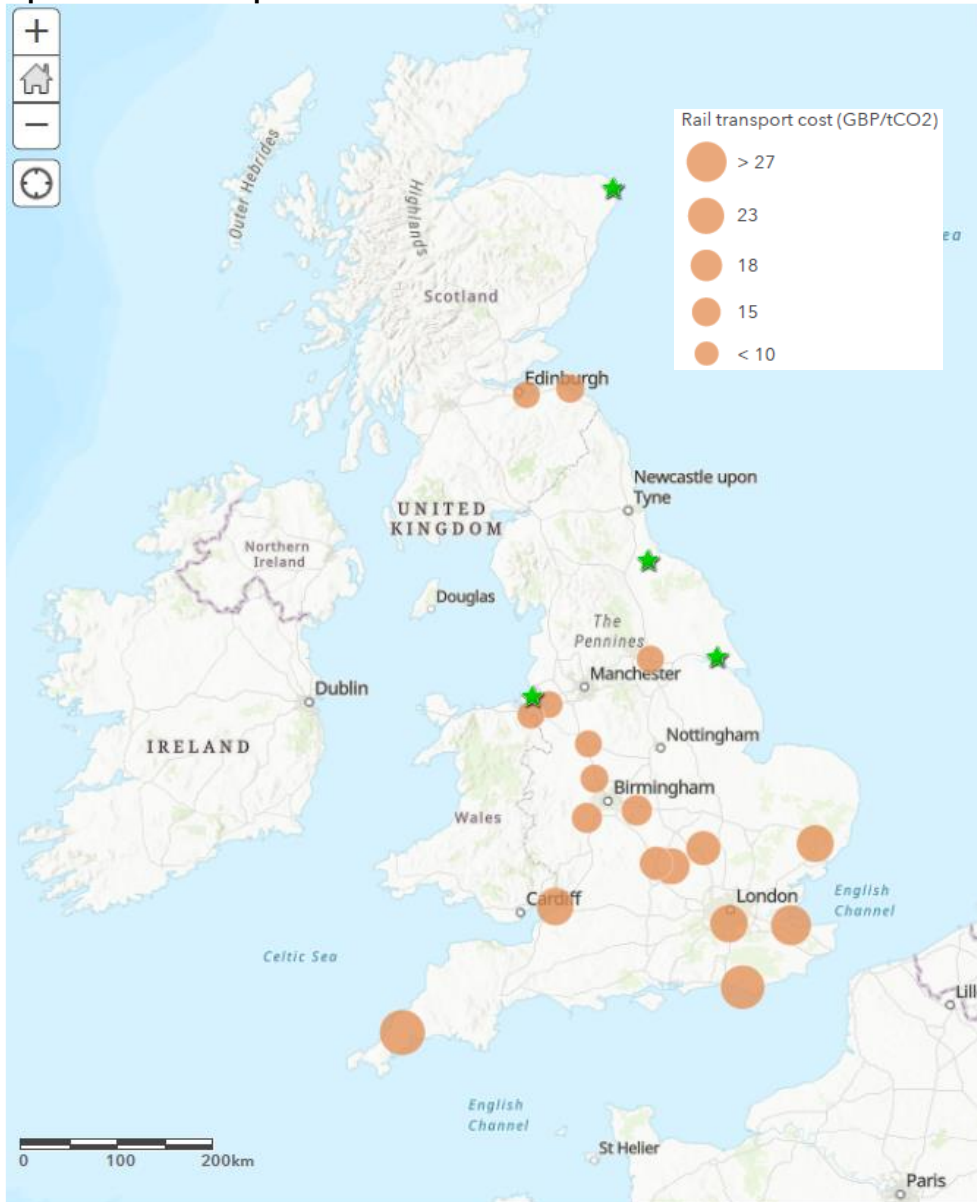 +
−
Rail transport cost (GBP/tCO2)
> 27
23
18
15
< 10
ea
Outer Hebrides
Highlands
Scotland
Edinburgh
Newcastle upon
Tyne
UNITED
KINGDOM
Northern
Ireland
Douglas
The
Pennines
Manchester
Dublin
Nottingham
IRELAND
Birmingham
Wales
London
English
Channel
Cardiff
Celtic Sea
Lill
English
Channel
0 100 200km
St Helier
Paris